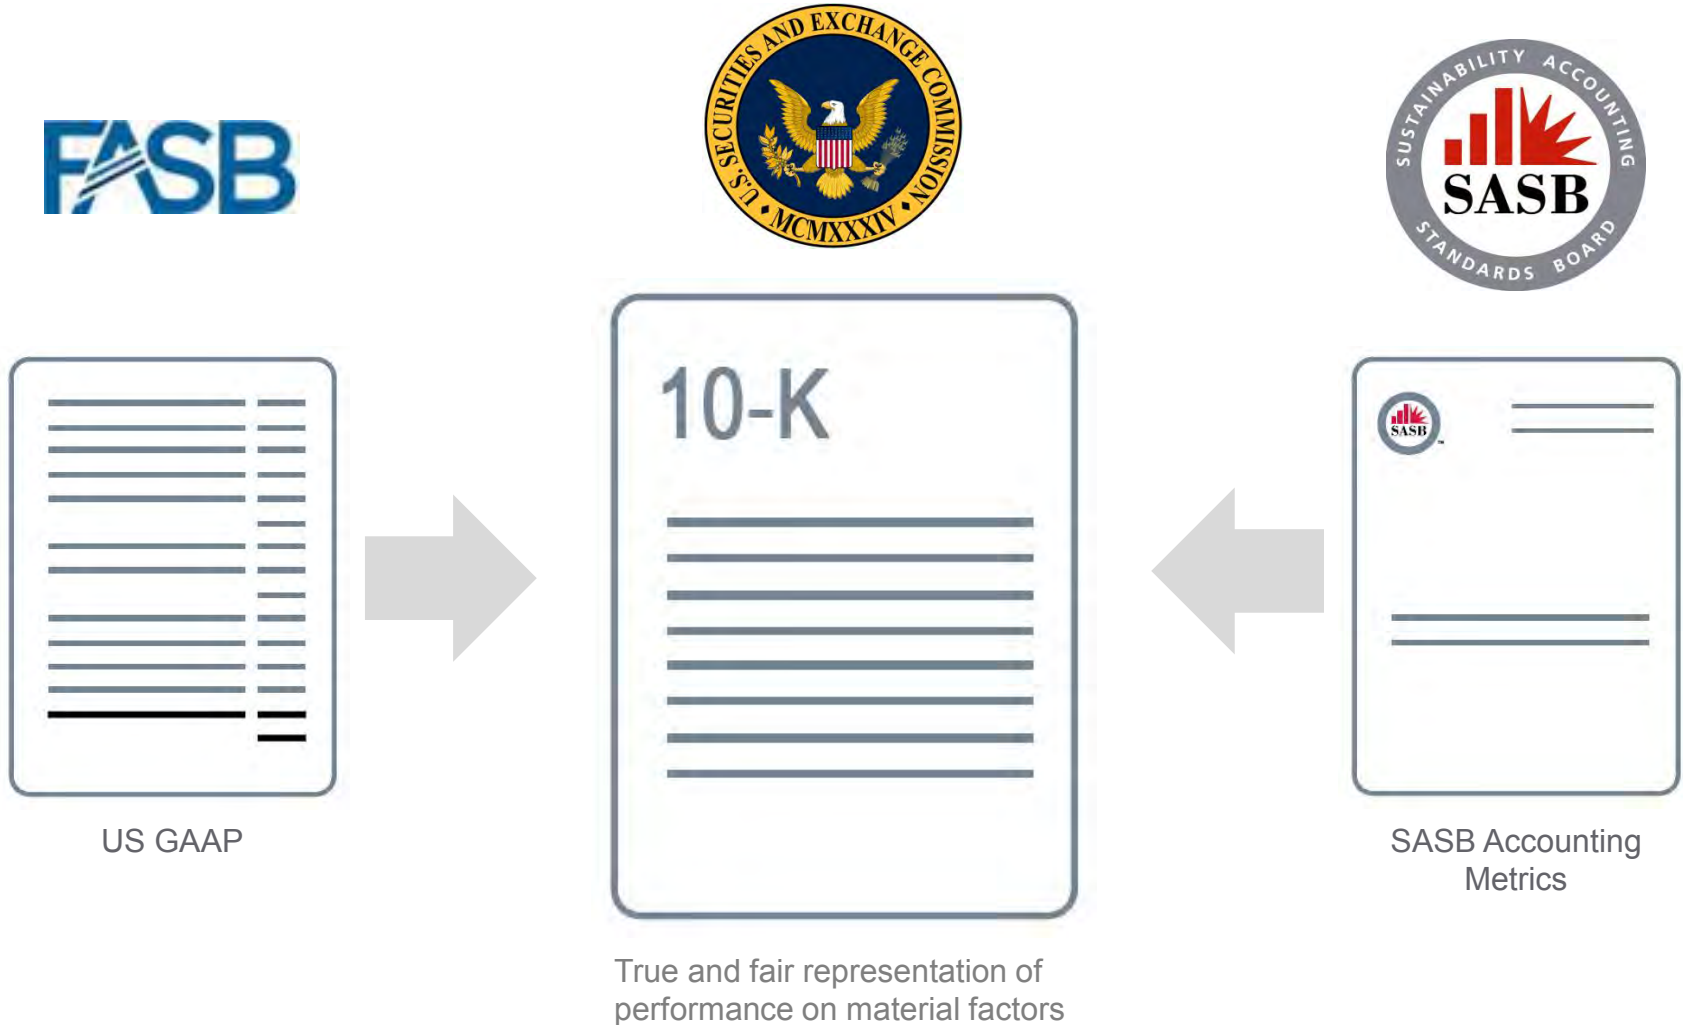 FASB
U.S. SECURITIES AND EXCHANGE COMMISSION
MCMXXXIV
SUSTAINABILITY ACCOUNTING
SASB
STANDARDS BOARD
10-K
SASB
TM
US GAAP
SASB Accounting
Metrics
True and fair representation of
performance on material factors